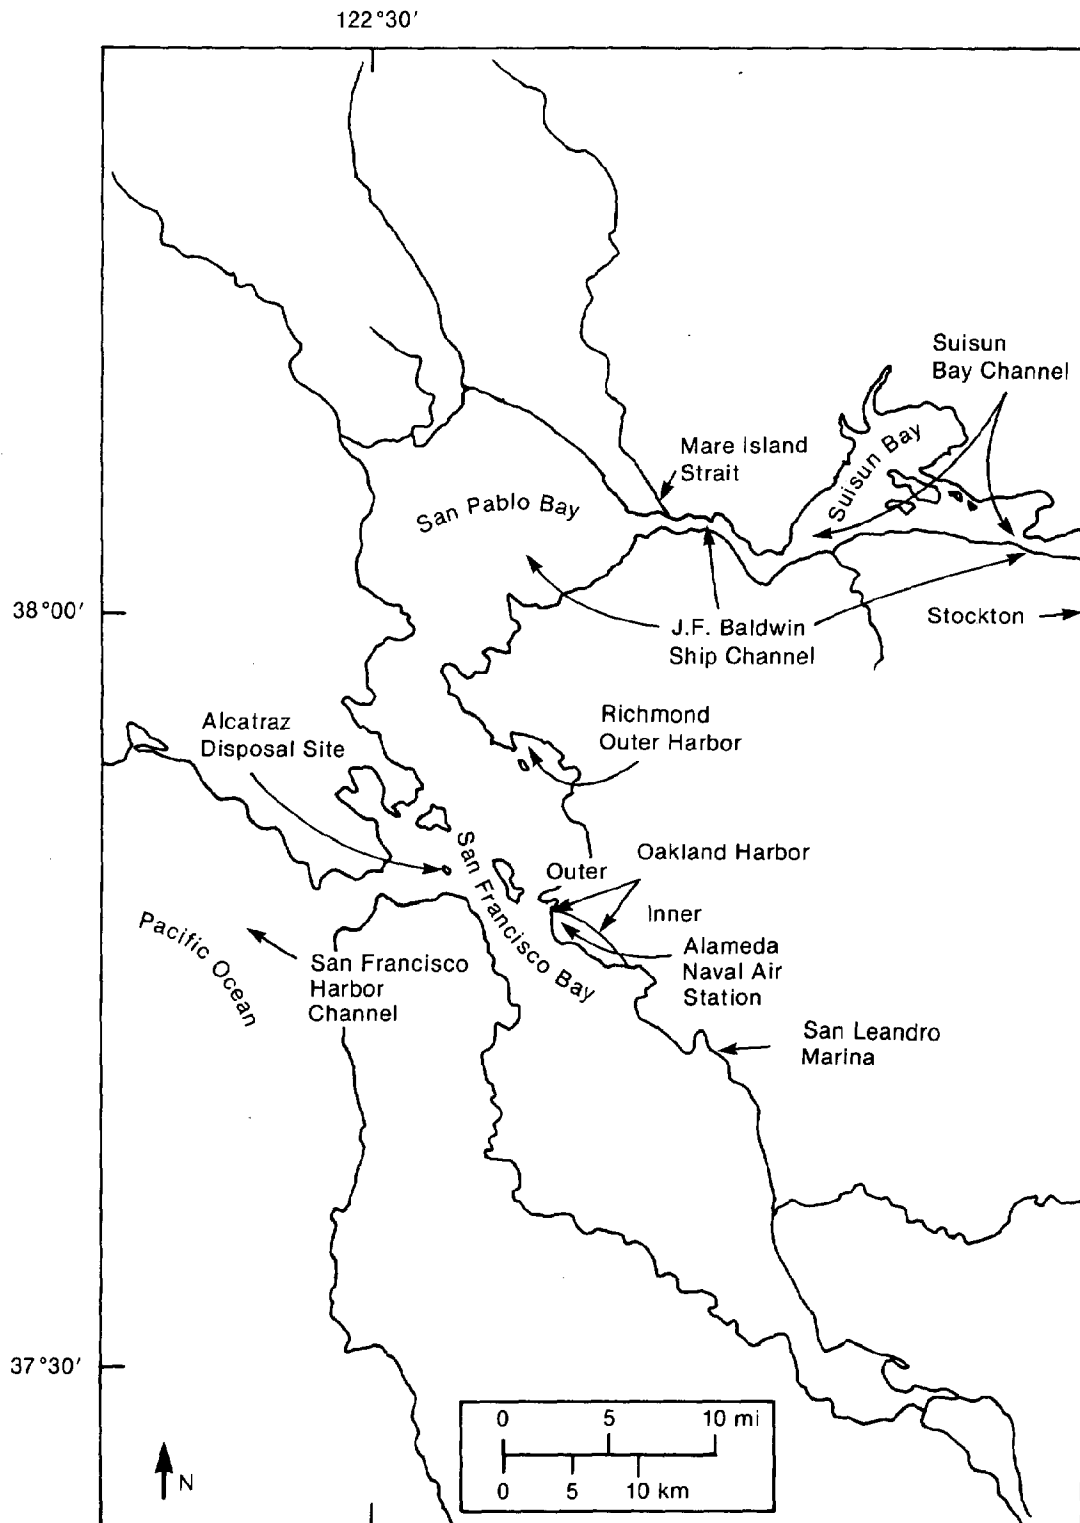 122°30′
Suisun
Bay Channel
Mare Island
Strait
Suisun Bay
San Pablo Bay
38°00′
Stockton
J.F. Baldwin
Ship Channel
Alcatraz
Disposal Site
Richmond
Outer Harbor
San Francisco Bay
Oakland Harbor
Outer
Inner
Pacific Ocean
San Francisco
Harbor
Channel
Alameda
Naval Air
Station
San Leandro
Marina
37°30′
0 5 10 mi
0 5 10 km
N